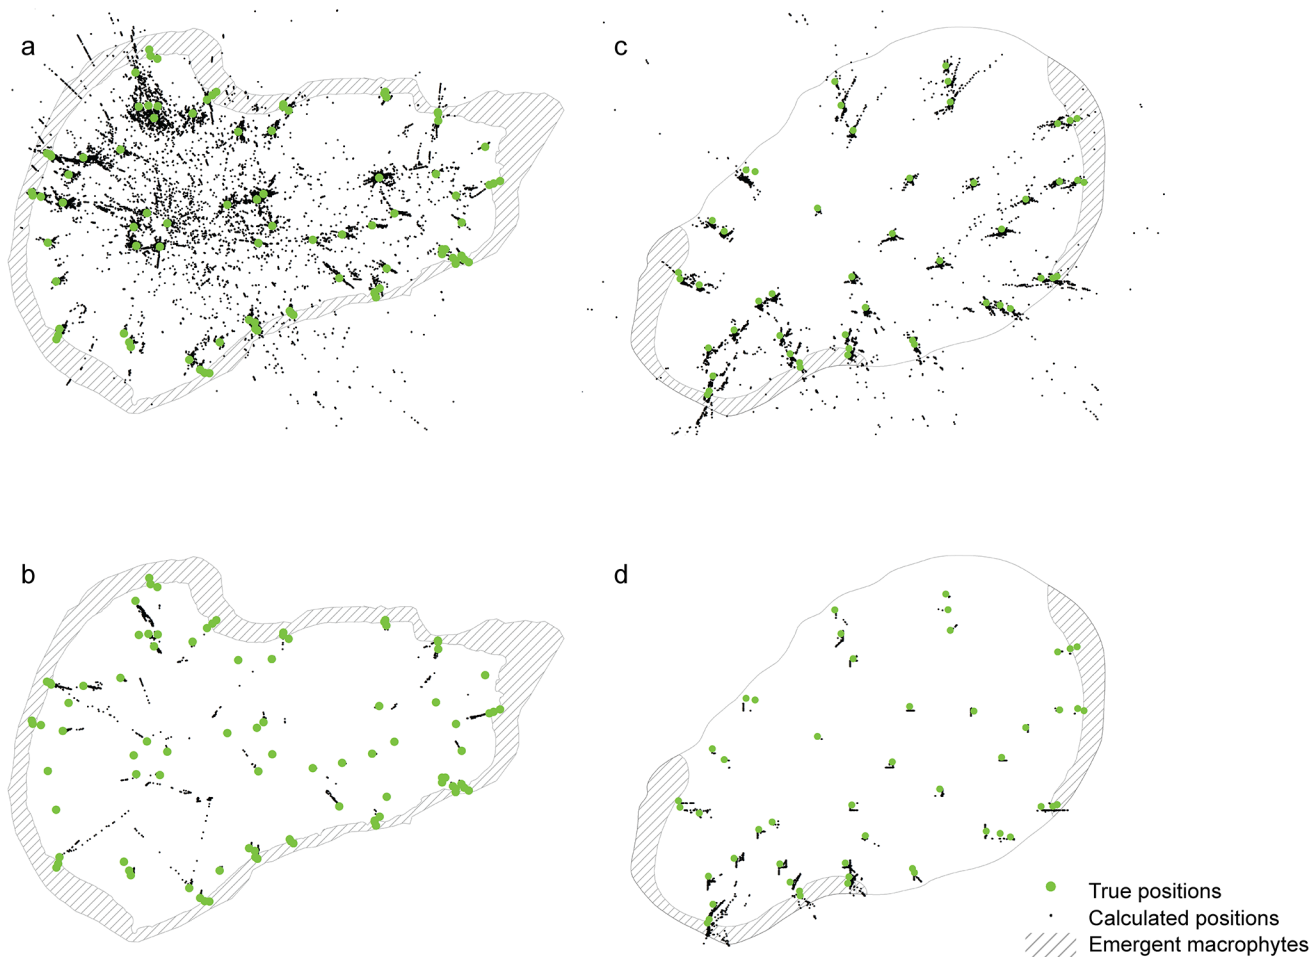 a
c
b
d
True positions
Calculated positions
Emergent macrophytes